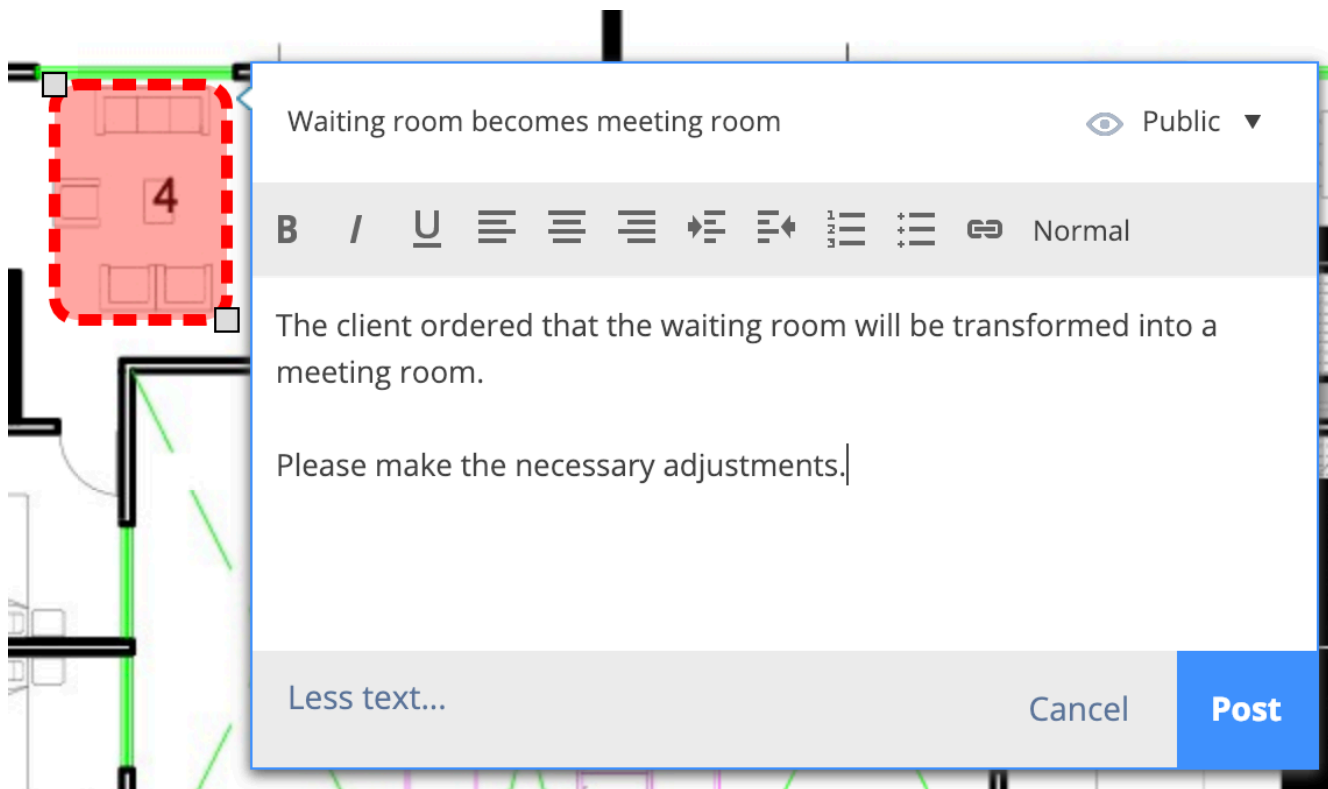 Waiting room becomes meeting room
Public
4
B I U
Normal
The client ordered that the waiting room will be transformed into a
meeting room.
Please make the necessary adjustments.
Less text...
Cancel
Post